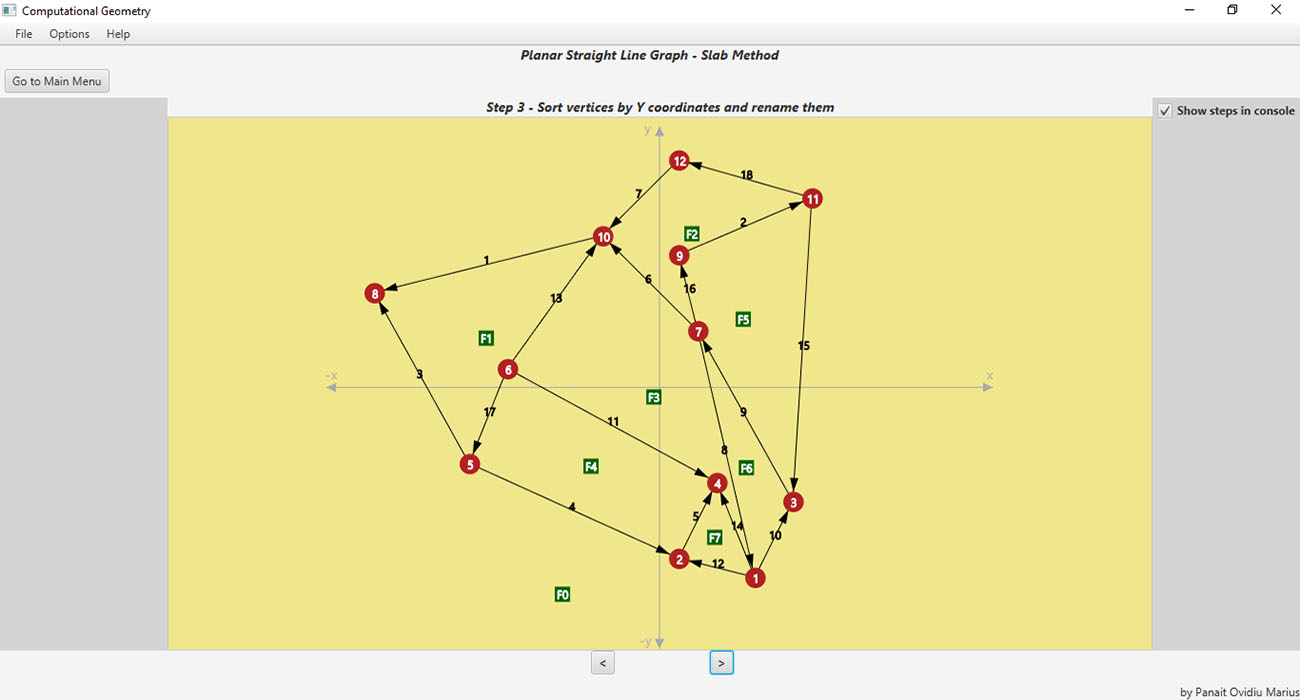 Computational Geometry
File Options Help
Planar Straight Line Graph - Slab Method
Go to Main Menu
Step 3 - Sort vertices by Y coordinates and rename them
Show steps in console
y
12
18
7
11
2
F2
10
9
1
6
16
8
13
F5
7
F1
15
6
3
-x
x
F3
17
11
9
8
5
F4
F6
4
3
4
5
14
10
F7
2
12
1
F0
-y
< >
by Panait Ovidiu Marius